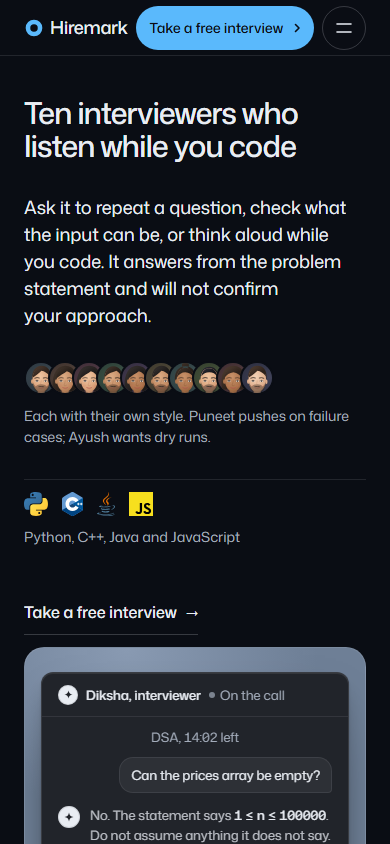 Hiremark
Take a free interview
Ten interviewers who
listen while you code
Ask it to repeat a question, check what
the input can be, or think aloud while
you code. It answers from the problem
statement and will not confirm
your approach.
Each with their own style. Puneet pushes on failure
cases; Ayush wants dry runs.
C++
JS
Python, C++, Java and JavaScript
Take a free interview →
Diksha, interviewer • On the call
DSA, 14:02 left
Can the prices array be empty?
No. The statement says 1 ≤ n ≤ 100000.
Do not assume anything it does not say.